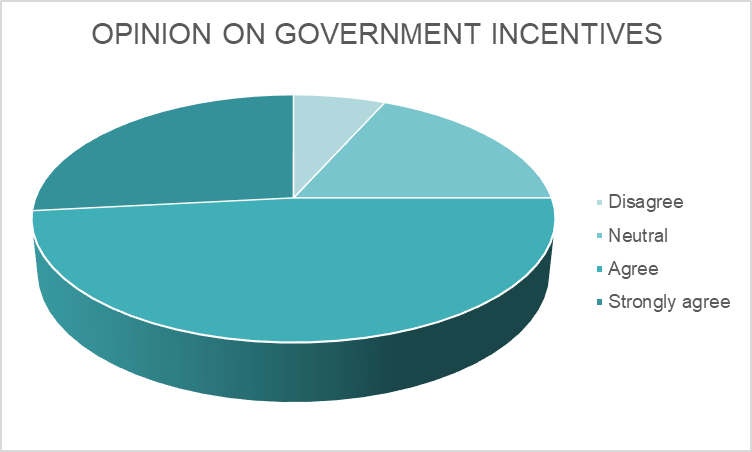 OPINION ON GOVERNMENT INCENTIVES
Disagree
Neutral
Agree
Strongly agree